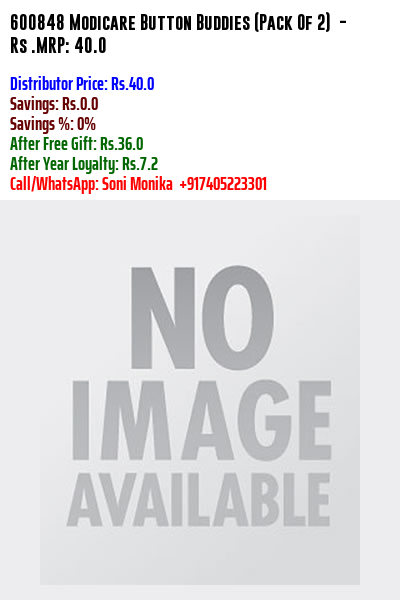 600848 Modicare Button Buddies (Pack Of 2) -
Rs .MRP: 40.0
Distributor Price: Rs.40.0
Savings: Rs.0.0
Savings %: 0%
After Free Gift: Rs.36.0
After Year Loyalty: Rs.7.2
Call/WhatsApp: Soni Monika +917405223301
NO
IMAGE
AVAILABLE